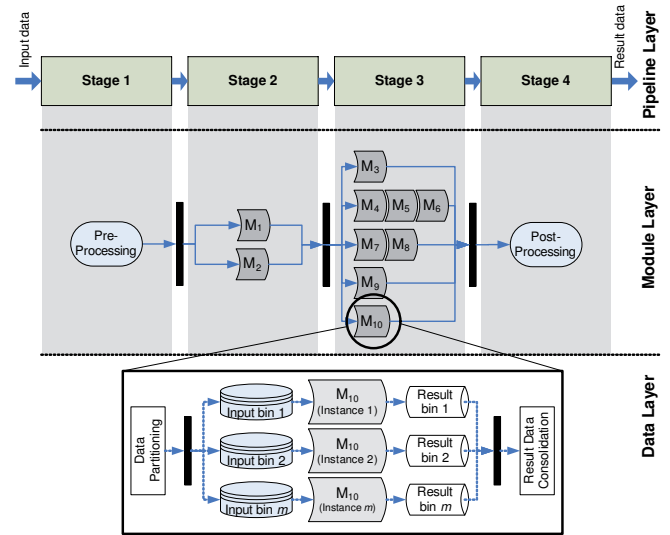 Input data
Result data
Pipeline Layer
Stage 1
Stage 2
Stage 3
Stage 4
Module Layer
Pre-
Processing
M1
M2
M3
M4 M5 M6
M7 M8
M9
M10
Post-
Processing
Data Layer
Data
Partitioning
Input bin 1
M10
(Instance 1)
Result
bin 1
Input bin 2
M10
(Instance 2)
Result
bin 2
Input bin m
M10
(Instance m)
Result
bin m
Result Data
Consolidation